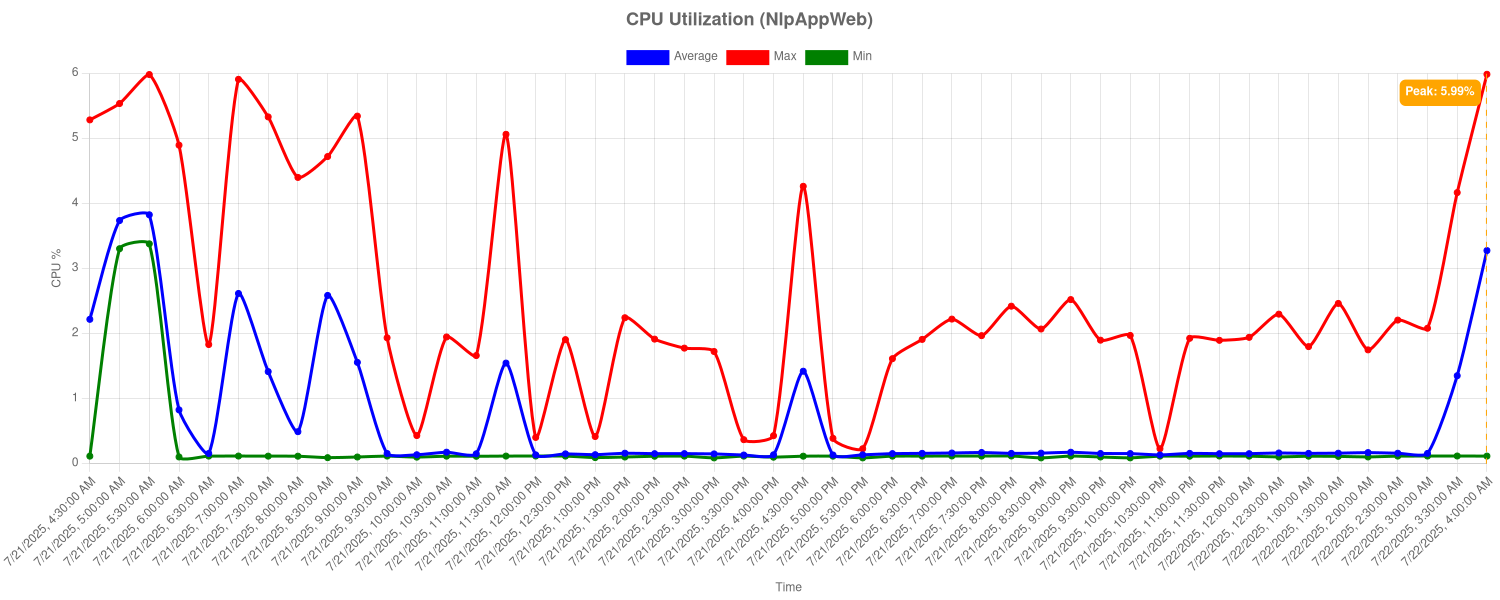 CPU Utilization (NlpAppWeb)
Average Max Min
6
Peak: 5.99%
5
4
3
CPU %
2
1
0
7/21/2025, 4:30:00 AM
7/21/2025, 5:00:00 AM
7/21/2025, 5:30:00 AM
7/21/2025, 6:00:00 AM
7/21/2025, 6:30:00 AM
7/21/2025, 7:00:00 AM
7/21/2025, 7:30:00 AM
7/21/2025, 8:00:00 AM
7/21/2025, 8:30:00 AM
7/21/2025, 9:00:00 AM
7/21/2025, 9:30:00 AM
7/21/2025, 10:00:00 AM
7/21/2025, 10:30:00 AM
7/21/2025, 11:00:00 AM
7/21/2025, 11:30:00 AM
7/21/2025, 12:00:00 PM
7/21/2025, 12:30:00 PM
7/21/2025, 1:00:00 PM
7/21/2025, 1:30:00 PM
7/21/2025, 2:00:00 PM
7/21/2025, 2:30:00 PM
7/21/2025, 3:00:00 PM
7/21/2025, 3:30:00 PM
7/21/2025, 4:00:00 PM
7/21/2025, 4:30:00 PM
7/21/2025, 5:00:00 PM
7/21/2025, 5:30:00 PM
7/21/2025, 6:00:00 PM
7/21/2025, 6:30:00 PM
7/21/2025, 7:00:00 PM
7/21/2025, 7:30:00 PM
7/21/2025, 8:00:00 PM
7/21/2025, 8:30:00 PM
7/21/2025, 9:00:00 PM
7/21/2025, 9:30:00 PM
7/21/2025, 10:00:00 PM
7/21/2025, 10:30:00 PM
7/21/2025, 11:00:00 PM
7/21/2025, 11:30:00 PM
7/22/2025, 12:00:00 AM
7/22/2025, 12:30:00 AM
7/22/2025, 1:00:00 AM
7/22/2025, 1:30:00 AM
7/22/2025, 2:00:00 AM
7/22/2025, 2:30:00 AM
7/22/2025, 3:00:00 AM
7/22/2025, 3:30:00 AM
7/22/2025, 4:00:00 AM
Time